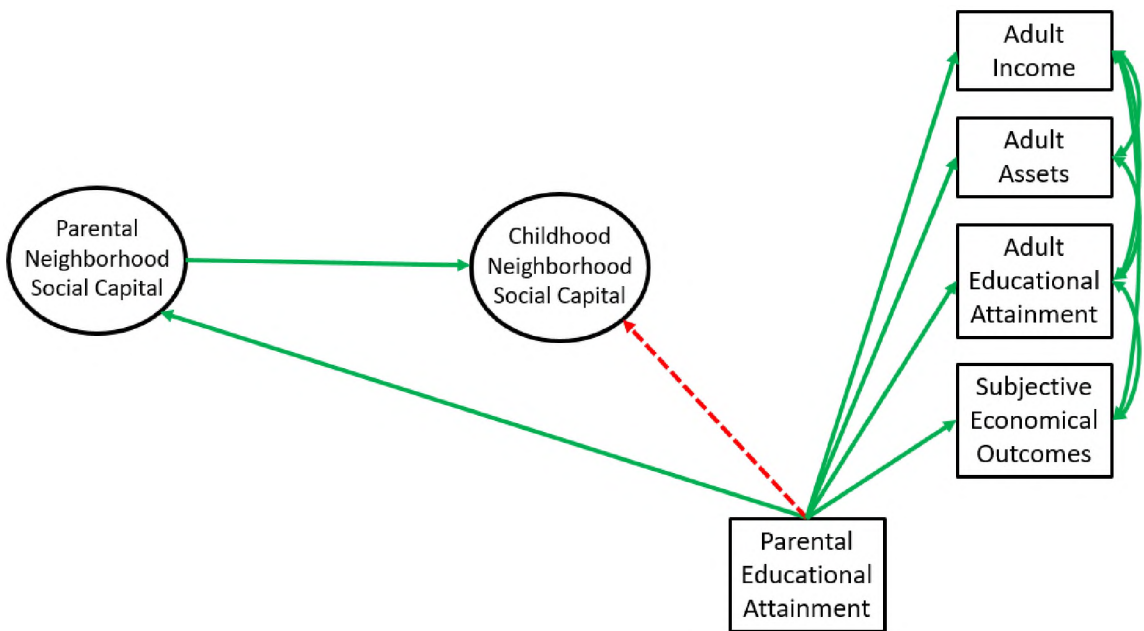 Adult
Income
Adult
Assets
Parental
Neighborhood
Social Capital
Childhood
Neighborhood
Social Capital
Adult
Educational
Attainment
Subjective
Economical
Outcomes
Parental
Educational
Attainment